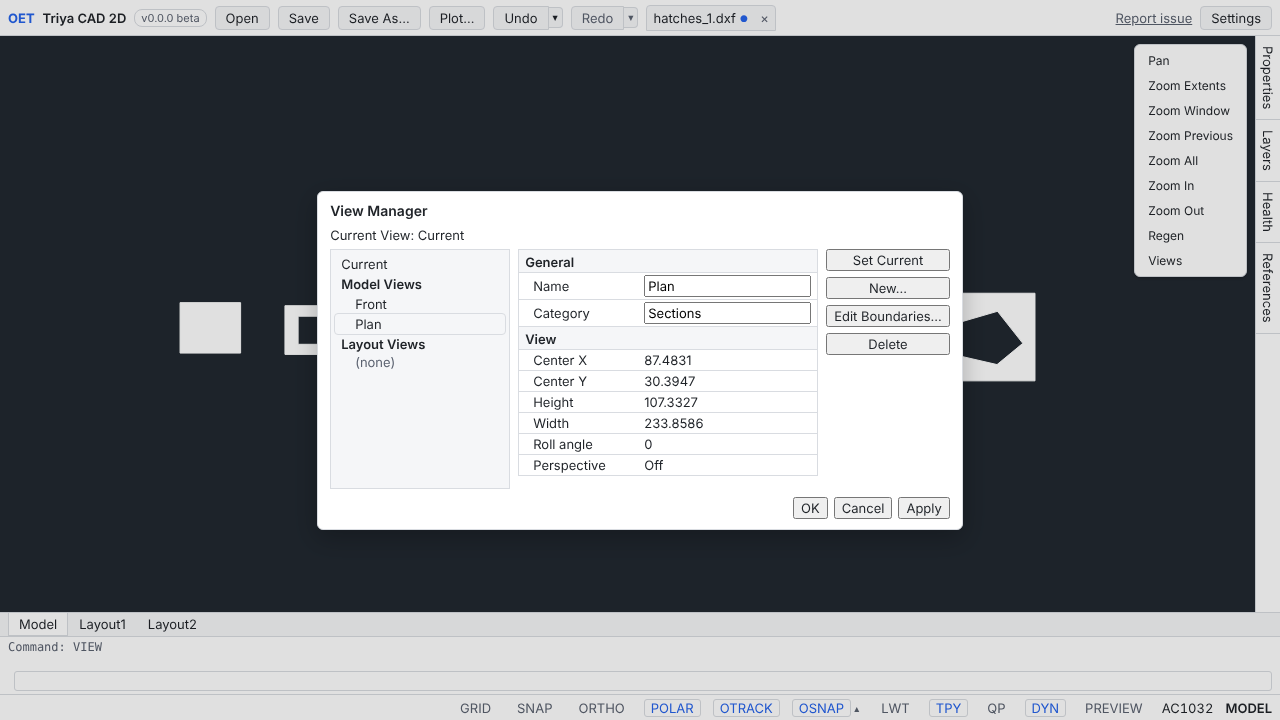 OET Triya CAD 2D v0.0.0 beta Open Save Save As... Plot... Undo ▾ Redo ▾ hatches_1.dxf ● × Report issue Settings
Pan
Zoom Extents
Zoom Window
Zoom Previous
Zoom All
Zoom In
Zoom Out
Regen
Views
Properties
Layers
Health
References
View Manager
Current View: Current
Current
Model Views
Front
Plan
Layout Views
(none)
General
Name Plan
Category Sections
View
Center X 87.4831
Center Y 30.3947
Height 107.3327
Width 233.8586
Roll angle 0
Perspective Off
Set Current
New...
Edit Boundaries...
Delete
OK Cancel Apply
Model Layout1 Layout2
Command: VIEW
GRID SNAP ORTHO POLAR OTRACK OSNAP ▴ LWT TPY QP DYN PREVIEW AC1032 MODEL